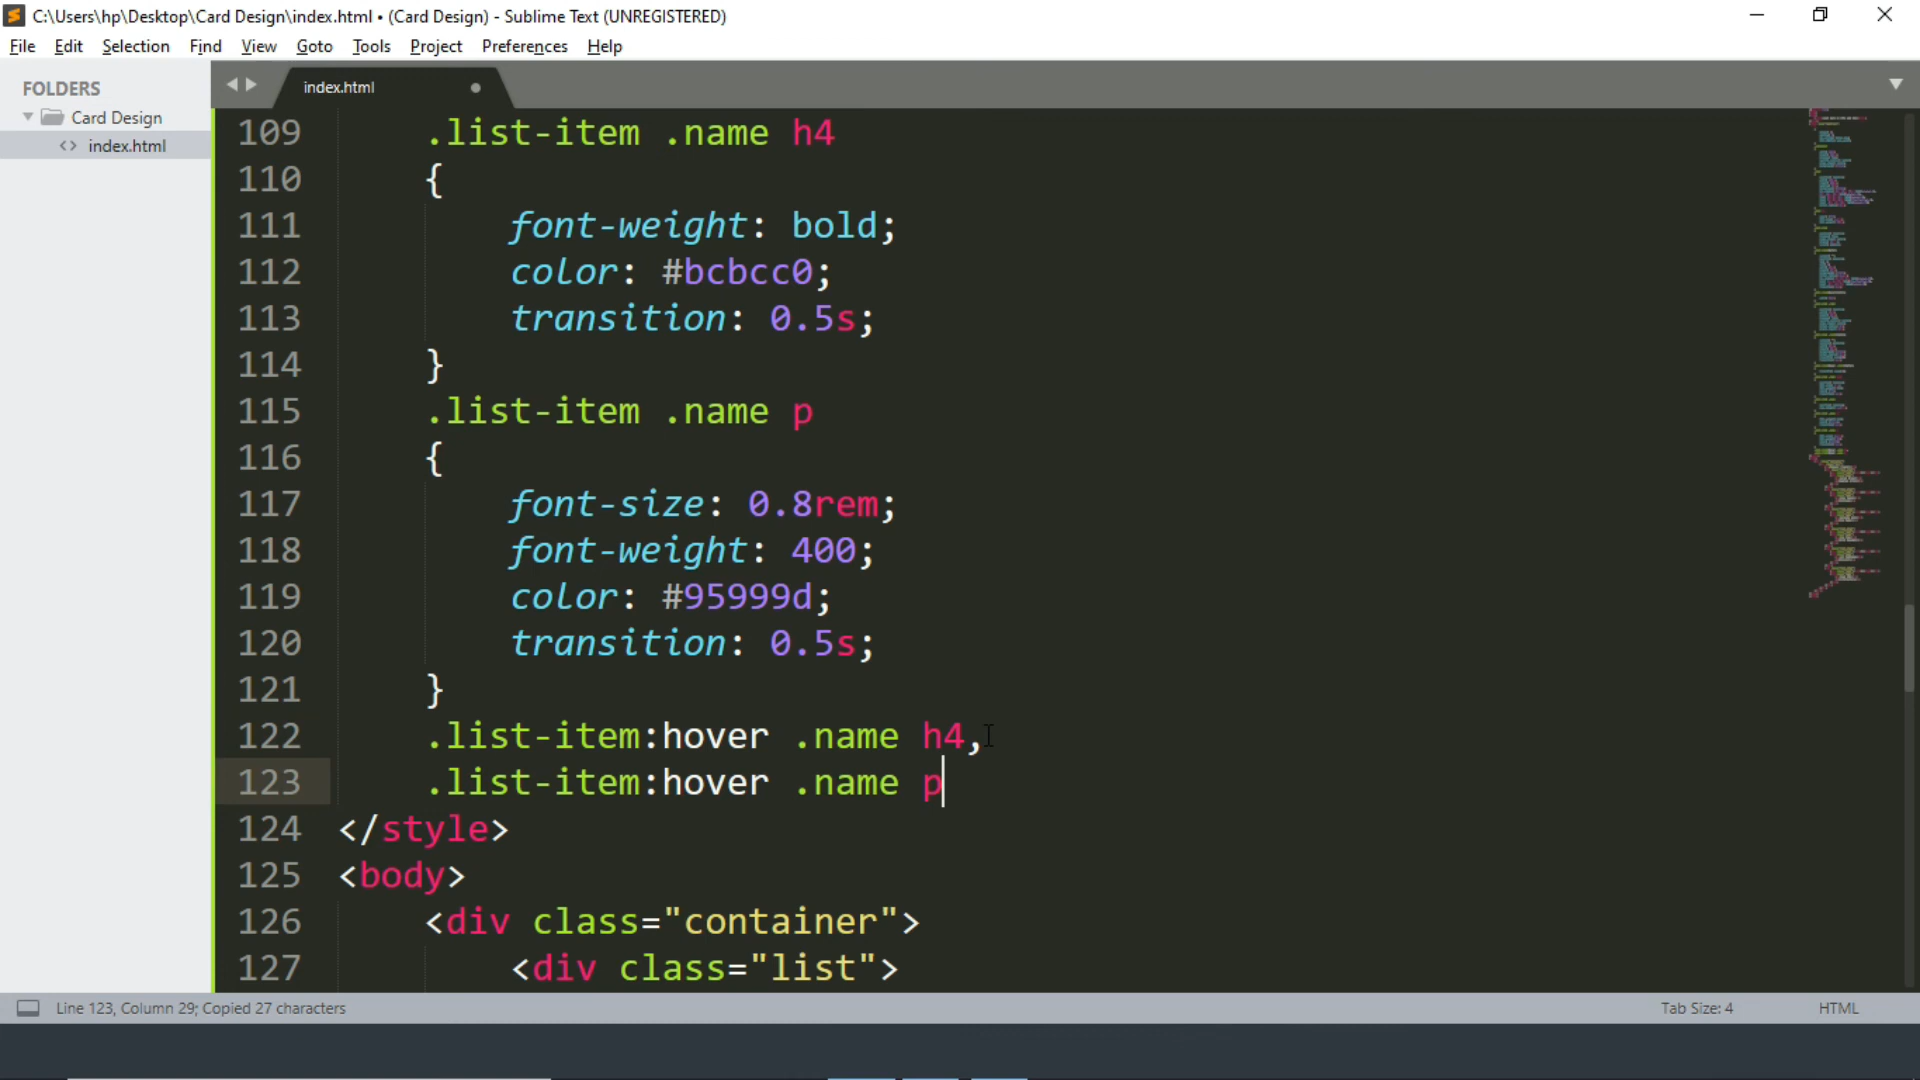 C:\Users\hp\Desktop\Card Design\index.html • (Card Design) - Sublime Text (UNREGISTERED)
File Edit Selection Find View Goto Tools Project Preferences Help
FOLDERS
Card Design
index.html
index.html
109 .list-item .name h4
110 {
111 font-weight: bold;
112 color: #bcbcc0;
113 transition: 0.5s;
114 }
115 .list-item .name p
116 {
117 font-size: 0.8rem;
118 font-weight: 400;
119 color: #95999d;
120 transition: 0.5s;
121 }
122 .list-item:hover .name h4,
123 .list-item:hover .name p
124 </style>
125 <body>
126 <div class="container">
127 <div class="list">
Line 123, Column 29; Copied 27 characters
Tab Size: 4
HTML